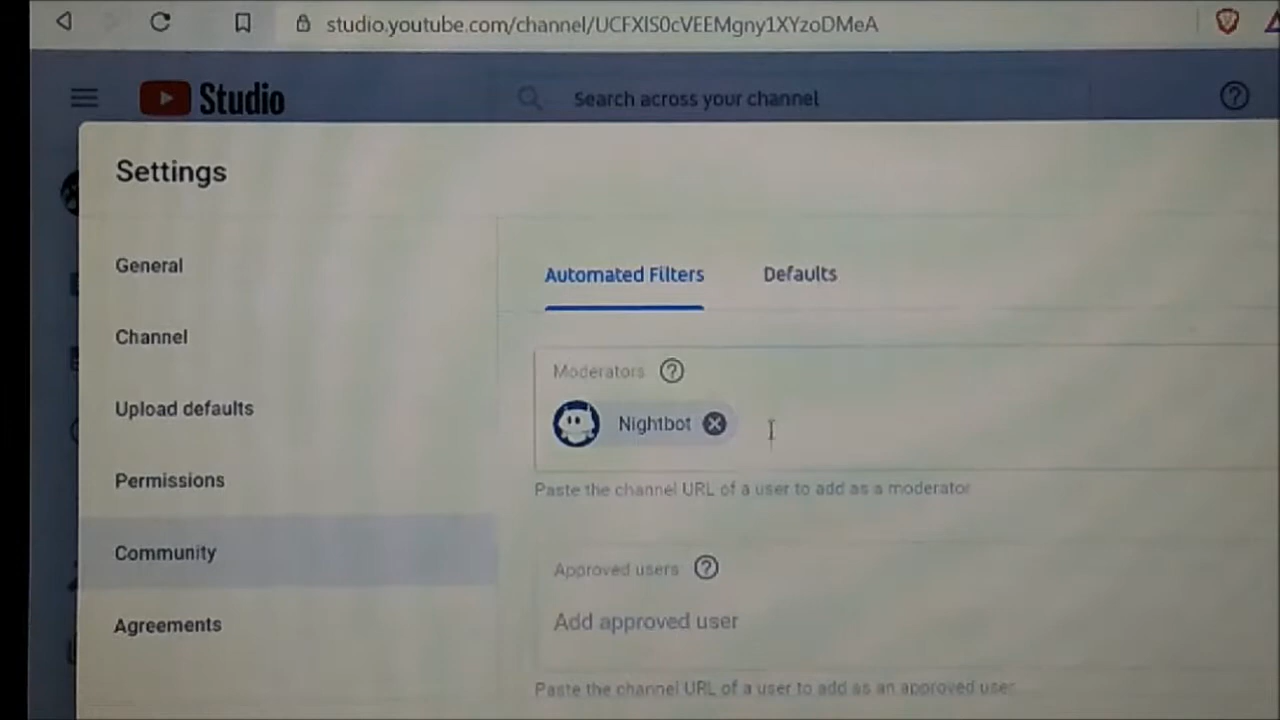 studio.youtube.com/channel/UCFXIS0cVEEMgny1XYzoDMeA
Studio
Search across your channel
Settings
General
Channel
Upload defaults
Permissions
Community
Agreements
Automated Filters
Defaults
Moderators
Nightbot
Paste the channel URL of a user to add as a moderator
Approved users
Add approved user
Paste the channel URL of a user to add as an approved user